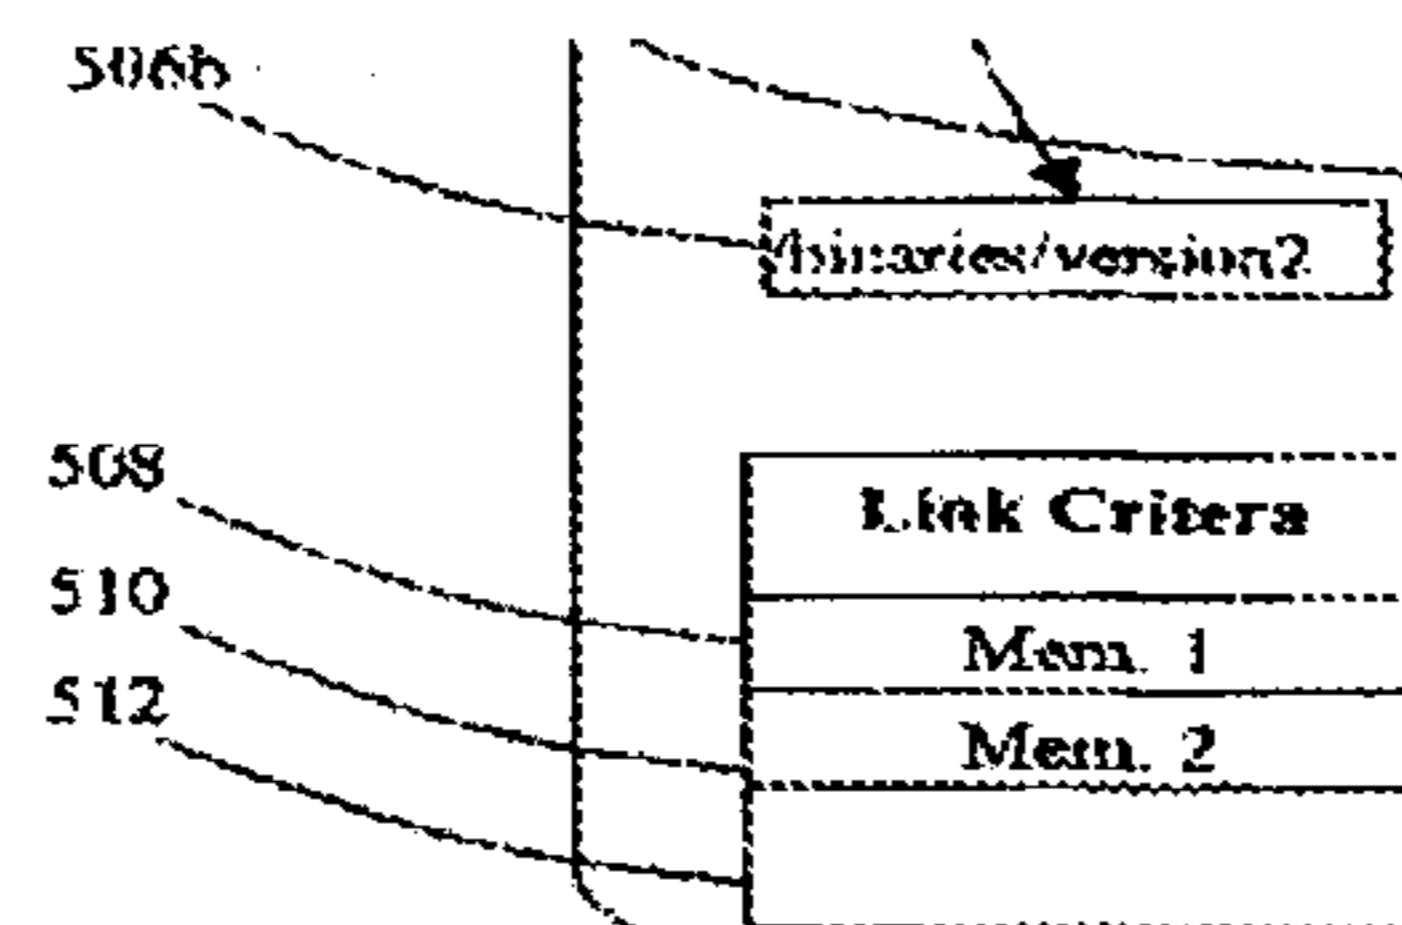 506b
/binaries/version2
508
Link Critera
510
Mem. 1
512
Mem. 2